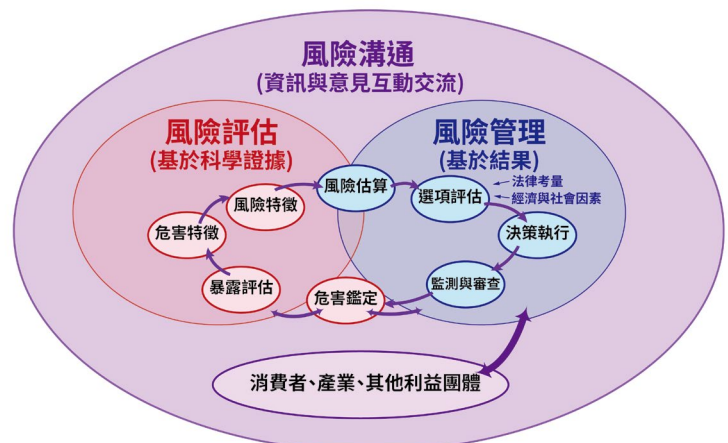 風險溝通
(資訊與意見互動交流)
風險評估
(基於科學證據)
風險管理
(基於結果)
風險估算
法律考量
選項評估
經濟與社會因素
風險特徵
危害特徵
決策執行
暴露評估
危害鑑定
監測與審查
消費者、產業、其他利益團體